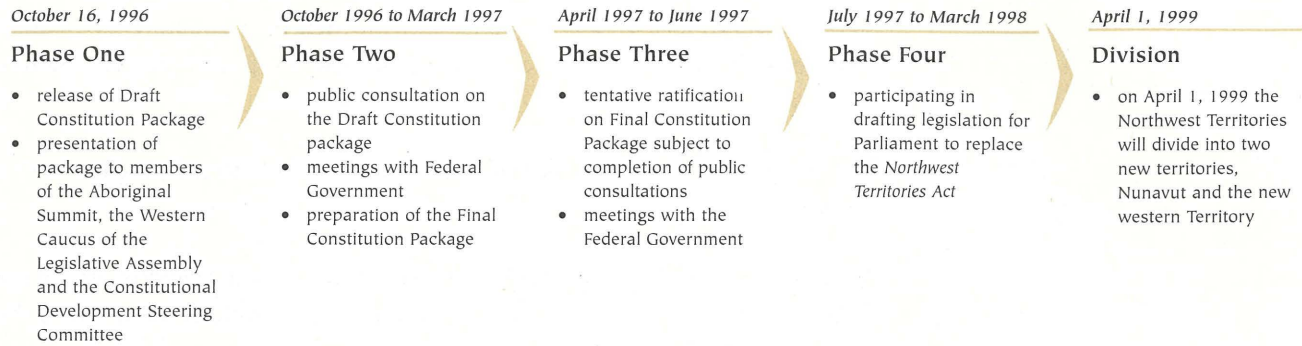 October 16, 1996
Phase One
• release of Draft
Constitution Package
• presentation of
package to members
of the Aboriginal
Summit, the Western
Caucus of the
Legislative Assembly
and the Constitutional
Development Steering
Committee
October 1996 to March 1997
Phase Two
• public consultation on
the Draft Constitution
package
• meetings with Federal
Government
• preparation of the Final
Constitution Package
April 1997 to June 1997
Phase Three
• tentative ratification
on Final Constitution
Package subject to
completion of public
consultations
• meetings with the
Federal Government
July 1997 to March 1998
Phase Four
• participating in
drafting legislation for
Parliament to replace
the Northwest
Territories Act
April 1, 1999
Division
• on April 1, 1999 the
Northwest Territories
will divide into two
new territories,
Nunavut and the new
western Territory